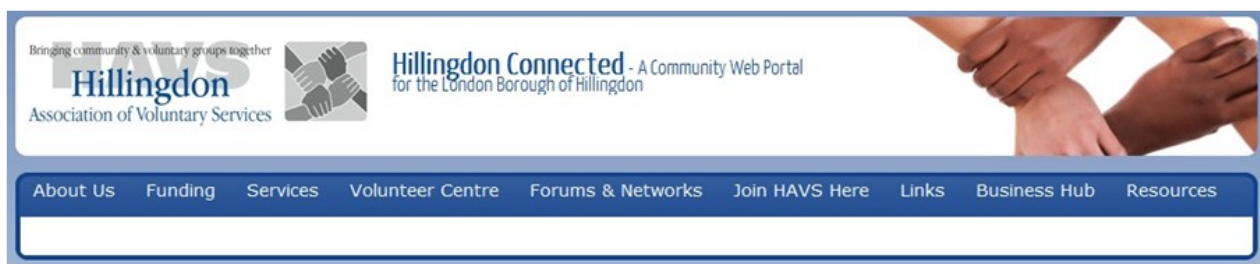 Bringing community & voluntary groups together
HAVS
Hillingdon
Association of Voluntary Services
Hillingdon Connected - A Community Web Portal
for the London Borough of Hillingdon
About Us Funding Services Volunteer Centre Forums & Networks Join HAVS Here Links Business Hub Resources